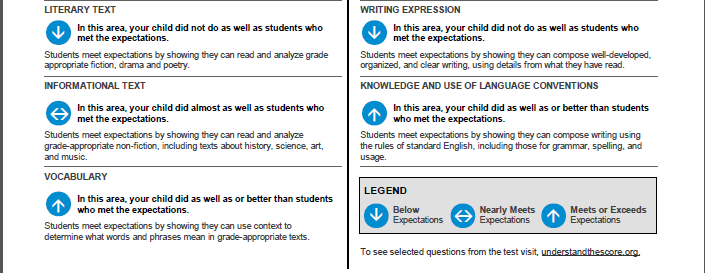 LITERARY TEXT
In this area, your child did not do as well as students who
met the expectations.
Students meet expectations by showing they can read and analyze grade
appropriate fiction, drama and poetry.
INFORMATIONAL TEXT
In this area, your child did almost as well as students who
met the expectations.
Students meet expectations by showing they can read and analyze
grade-appropriate non-fiction, including texts about history, science, art,
and music.
VOCABULARY
In this area, your child did as well as or better than students
who met the expectations.
Students meet expectations by showing they can use context to
determine what words and phrases mean in grade-appropriate texts.
WRITING EXPRESSION
In this area, your child did not do as well as students who
met the expectations.
Students meet expectations by showing they can compose well-developed,
organized, and clear writing, using details from what they have read.
KNOWLEDGE AND USE OF LANGUAGE CONVENTIONS
In this area, your child did as well as or better than students
who met the expectations.
Students meet expectations by showing they can compose writing using
the rules of standard English, including those for grammar, spelling, and
usage.
LEGEND
Below
Expectations
Nearly Meets
Expectations
Meets or Exceeds
Expectations
To see selected questions from the test visit, understandthescore.org.